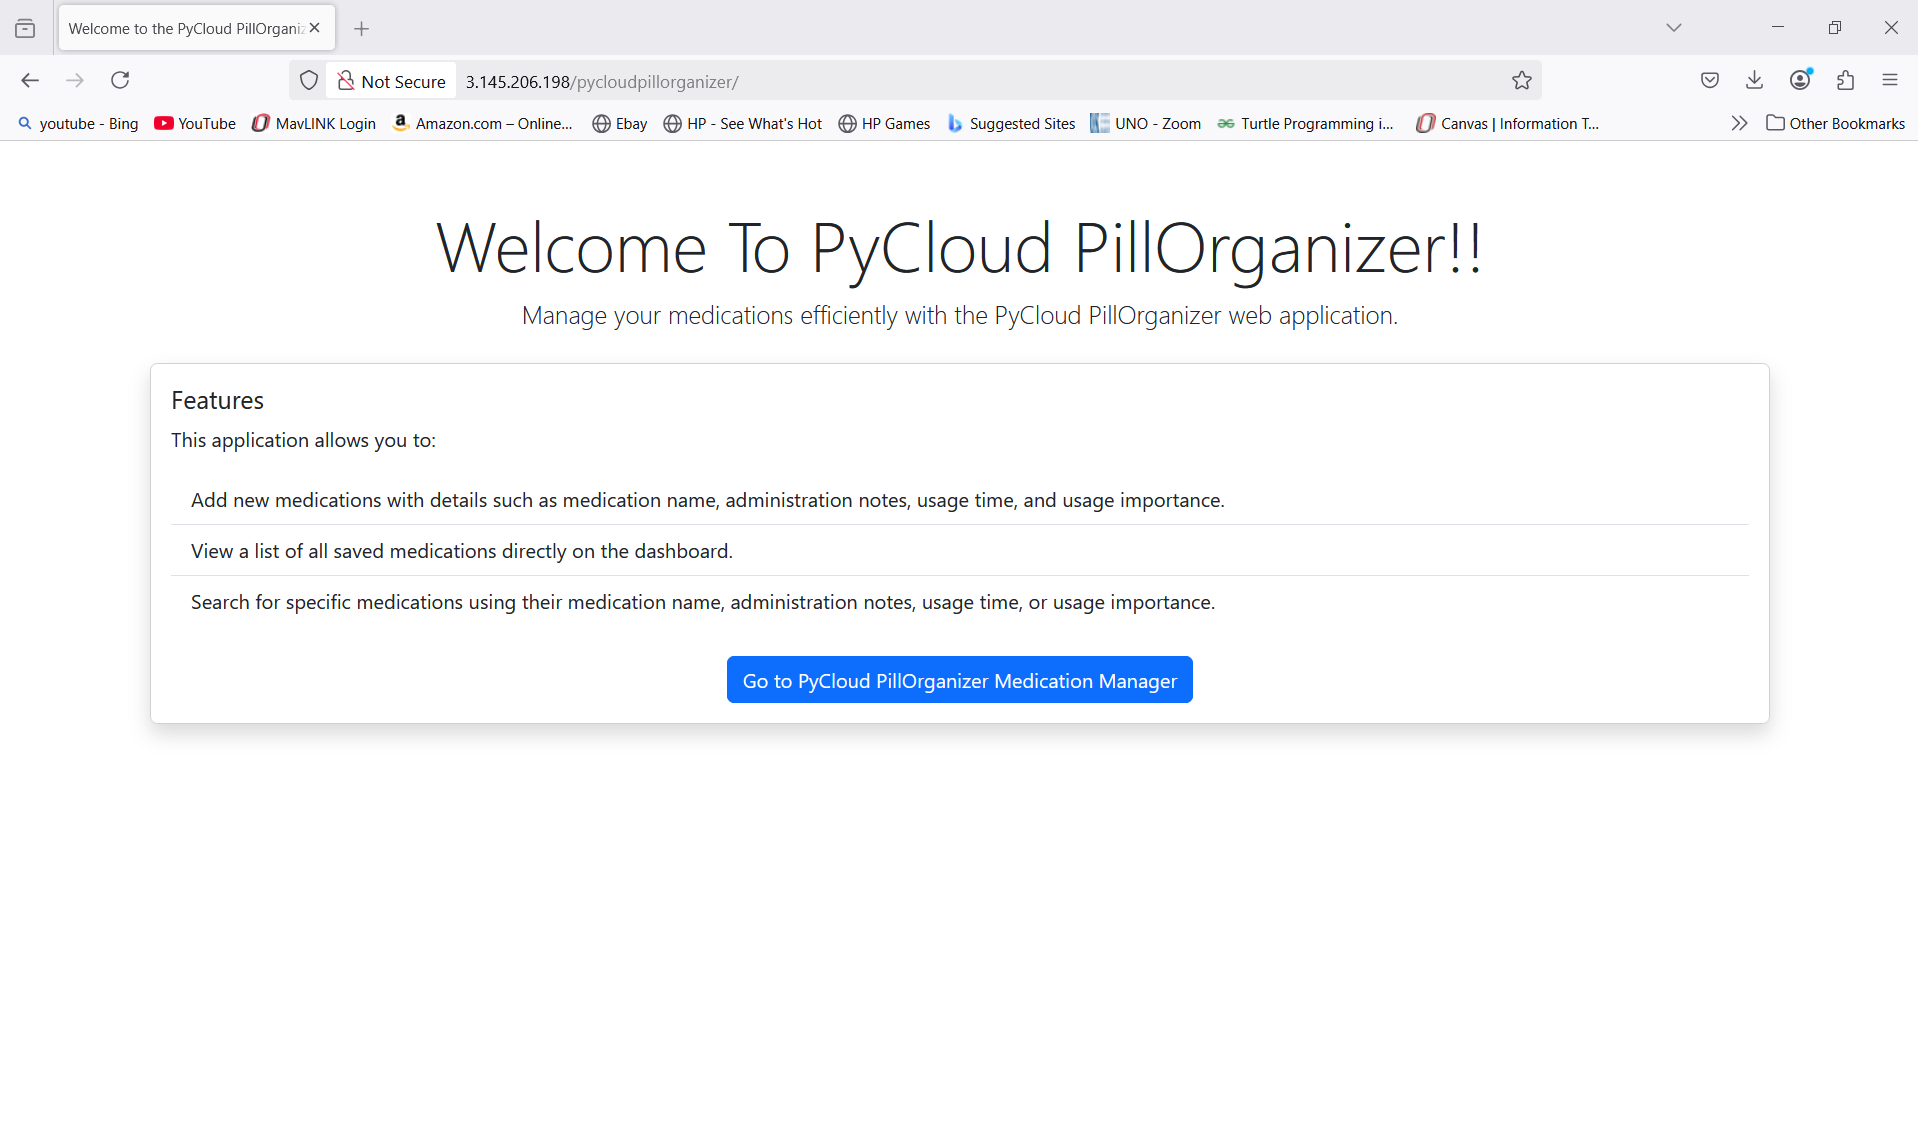 Welcome to the PyCloud PillOrganiz
Not Secure 3.145.206.198/pycloudpillorganizer/
youtube - Bing YouTube MavLINK Login Amazon.com – Online... Ebay HP - See What's Hot HP Games Suggested Sites UNO - Zoom Turtle Programming i... Canvas | Information T... Other Bookmarks
Welcome To PyCloud PillOrganizer!!
Manage your medications efficiently with the PyCloud PillOrganizer web application.
Features
This application allows you to:
Add new medications with details such as medication name, administration notes, usage time, and usage importance.
View a list of all saved medications directly on the dashboard.
Search for specific medications using their medication name, administration notes, usage time, or usage importance.
Go to PyCloud PillOrganizer Medication Manager